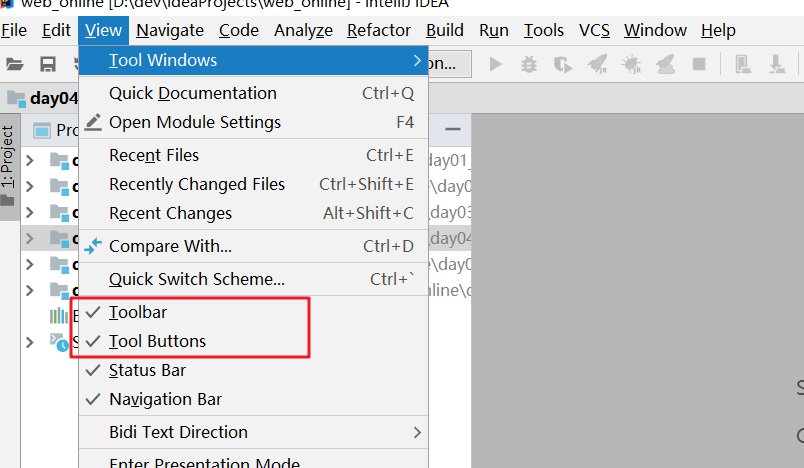 web_online [D:\dev\ideaProjects\web_online] - IntelliJ IDEA
File Edit View Navigate Code Analyze Refactor Build Run Tools VCS Window Help
Tool Windows
on...
Quick Documentation Ctrl+Q
day04
Open Module Settings F4
1: Project
Pro
Recent Files Ctrl+E
day01_
Recently Changed Files Ctrl+Shift+E
\day0
Recent Changes Alt+Shift+C
\day03
\day04
Compare With... Ctrl+D
e\day0
Quick Switch Scheme... Ctrl+`
nline\d
Toolbar
Tool Buttons
Status Bar
Navigation Bar
Bidi Text Direction
Enter Presentation Mode